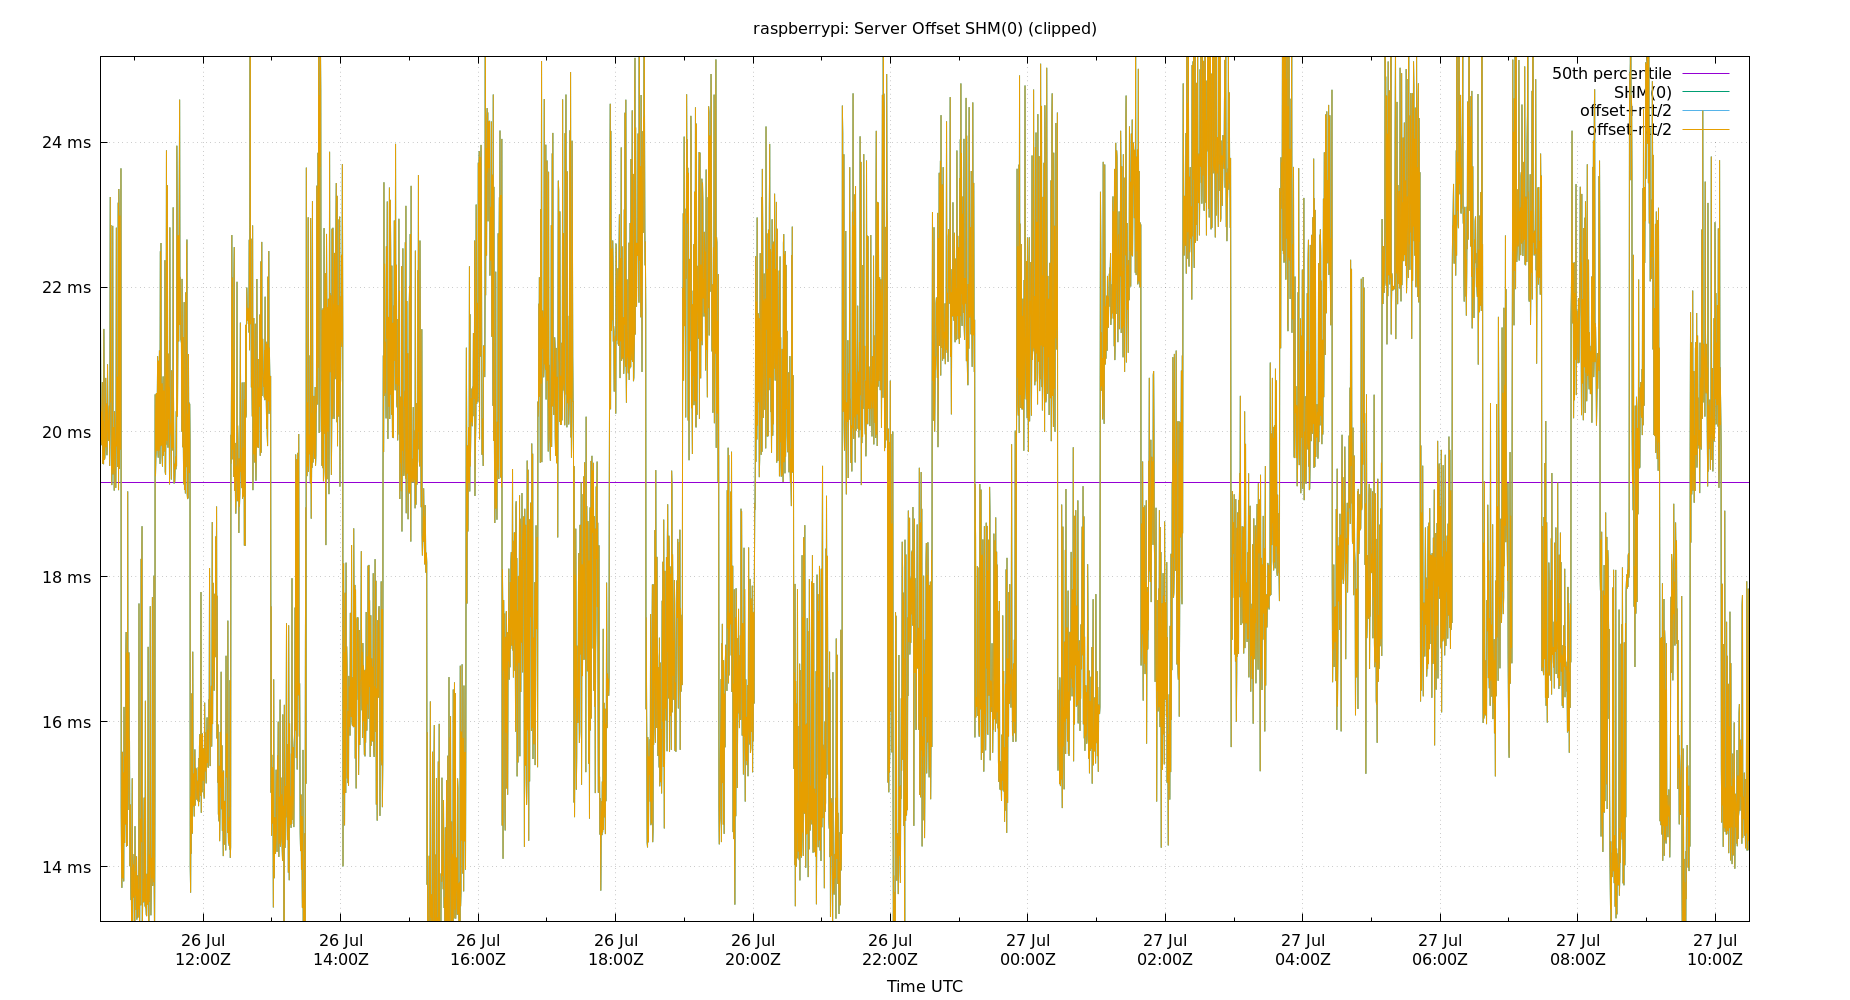 raspberrypi: Server Offset SHM(0) (clipped)
50th percentile
SHM(0)
offset+rtt/2
offset-rtt/2
24 ms
22 ms
20 ms
18 ms
16 ms
14 ms
26 Jul 26 Jul 26 Jul 26 Jul 26 Jul 26 Jul 27 Jul 27 Jul 27 Jul 27 Jul 27 Jul 27 Jul
12:00Z 14:00Z 16:00Z 18:00Z 20:00Z 22:00Z 00:00Z 02:00Z 04:00Z 06:00Z 08:00Z 10:00Z
Time UTC